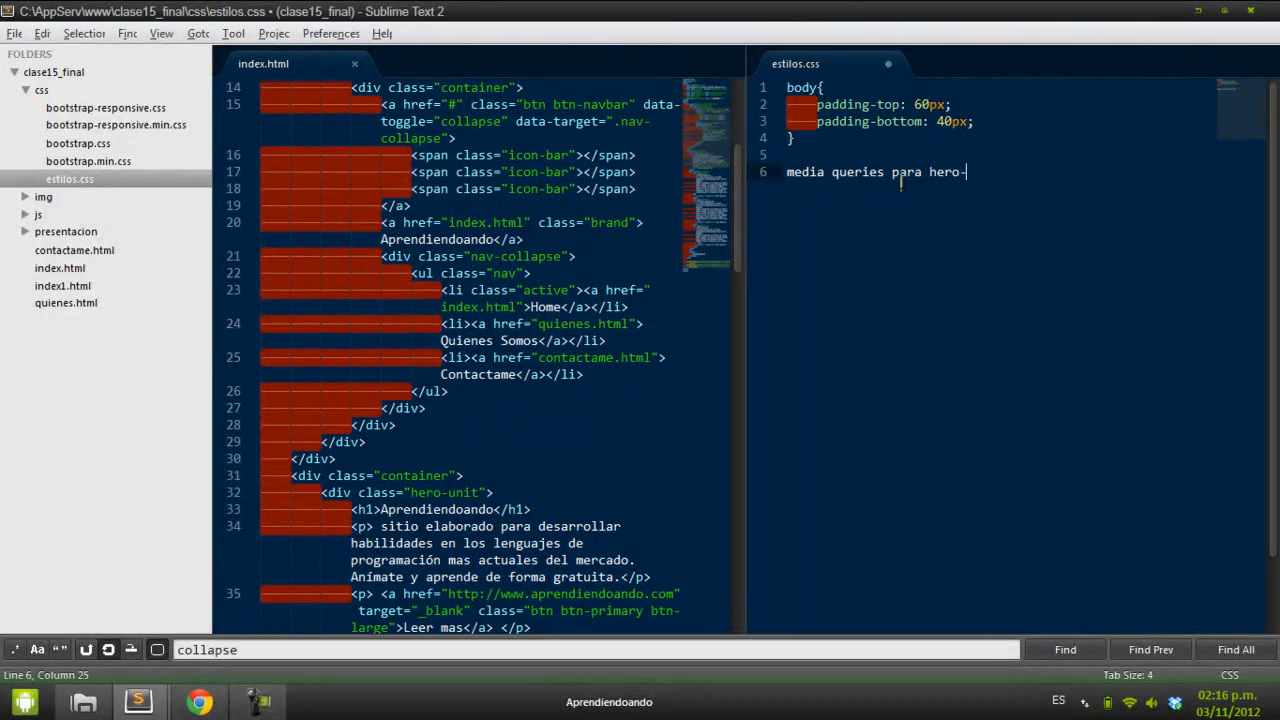 C:\AppServ\www\clase15_final\css\estilos.css • (clase15_final) - Sublime Text 2
File Edi Selection Finc View Gotc Tool Projec Preferences Help
FOLDERS
clase15_final
css
bootstrap-responsive.css
bootstrap-responsive.min.css
bootstrap.css
bootstrap.min.css
estilos.css
img
js
presentacion
contactame.html
index.html
index1.html
quienes.html
index.html
14 <div class="container">
15 <a href="#" class="btn btn-navbar" data-
toggle="collapse" data-target=".nav-
collapse">
16 <span class="icon-bar"></span>
17 <span class="icon-bar"></span>
18 <span class="icon-bar"></span>
19 </a>
20 <a href="index.html" class="brand">
Aprendiendoando</a>
21 <div class="nav-collapse">
22 <ul class="nav">
23 <li class="active"><a href="
index.html">Home</a></li>
24 <li><a href="quienes.html">
Quienes Somos</a></li>
25 <li><a href="contactame.html">
Contactame</a></li>
26 </ul>
27 </div>
28 </div>
29 </div>
30 </div>
31 <div class="container">
32 <div class="hero-unit">
33 <h1>Aprendiendoando</h1>
34 <p> sitio elaborado para desarrollar
habilidades en los lenguajes de
programación mas actuales del mercado.
Anímate y aprende de forma gratuita.</p>
35 <p> <a href="http://www.aprendiendoando.com"
target="_blank" class="btn btn-primary btn-
large">Leer mas</a> </p>
estilos.css
1 body{
2 padding-top: 60px;
3 padding-bottom: 40px;
4 }
5
6 media queries para hero-
.* Aa “” collapse Find Find Prev Find All
Line 6, Column 25 Tab Size: 4 CSS
Aprendiendoando
ES
02:16 p.m.
03/11/2012